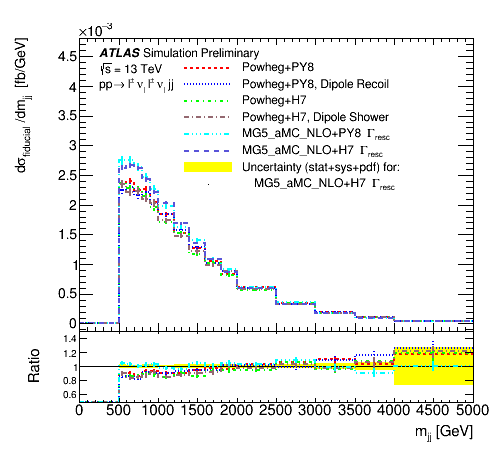 ×10⁻³
ATLAS Simulation Preliminary
√s = 13 TeV
pp→ l± νl l± νl jj
Powheg+PY8
Powheg+PY8, Dipole Recoil
Powheg+H7
Powheg+H7, Dipole Shower
MG5_aMC_NLO+PY8 Γresc
MG5_aMC_NLO+H7 Γresc
Uncertainty (stat+sys+pdf) for:
MG5_aMC_NLO+H7 Γresc
dσfiducial /dmjj [fb/GeV]
4.5
4
3.5
3
2.5
2
1.5
1
0.5
0
Ratio
1.4
1.2
1
0.8
0.6
0 500 1000 1500 2000 2500 3000 3500 4000 4500 5000
mjj [GeV]